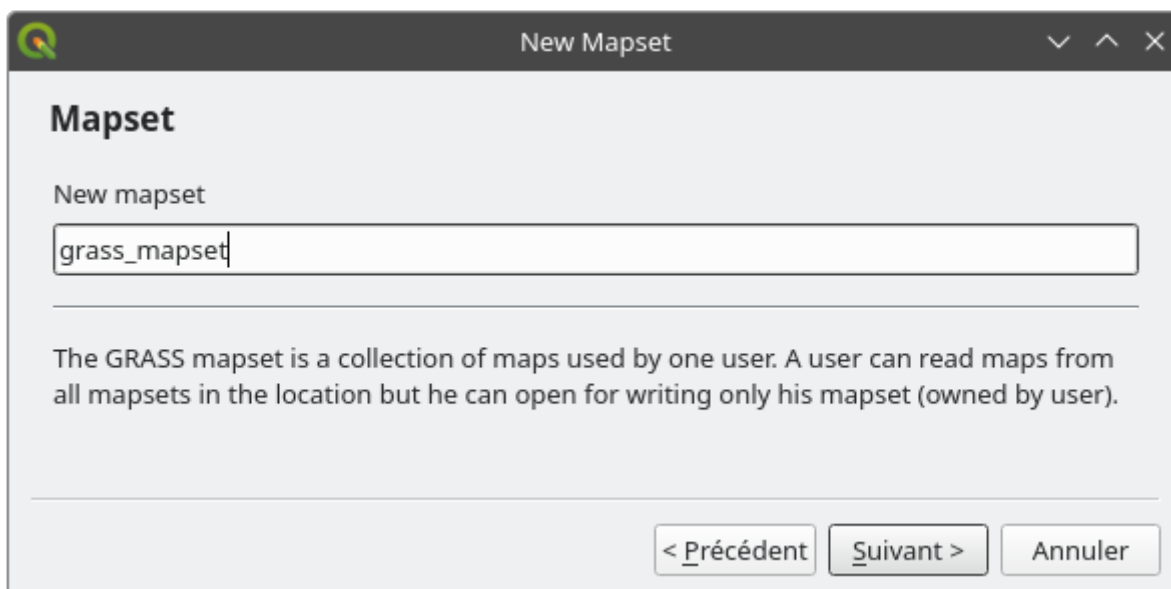 New Mapset
Mapset
New mapset
grass_mapset
The GRASS mapset is a collection of maps used by one user. A user can read maps from
all mapsets in the location but he can open for writing only his mapset (owned by user).
< Précédent Suivant > Annuler